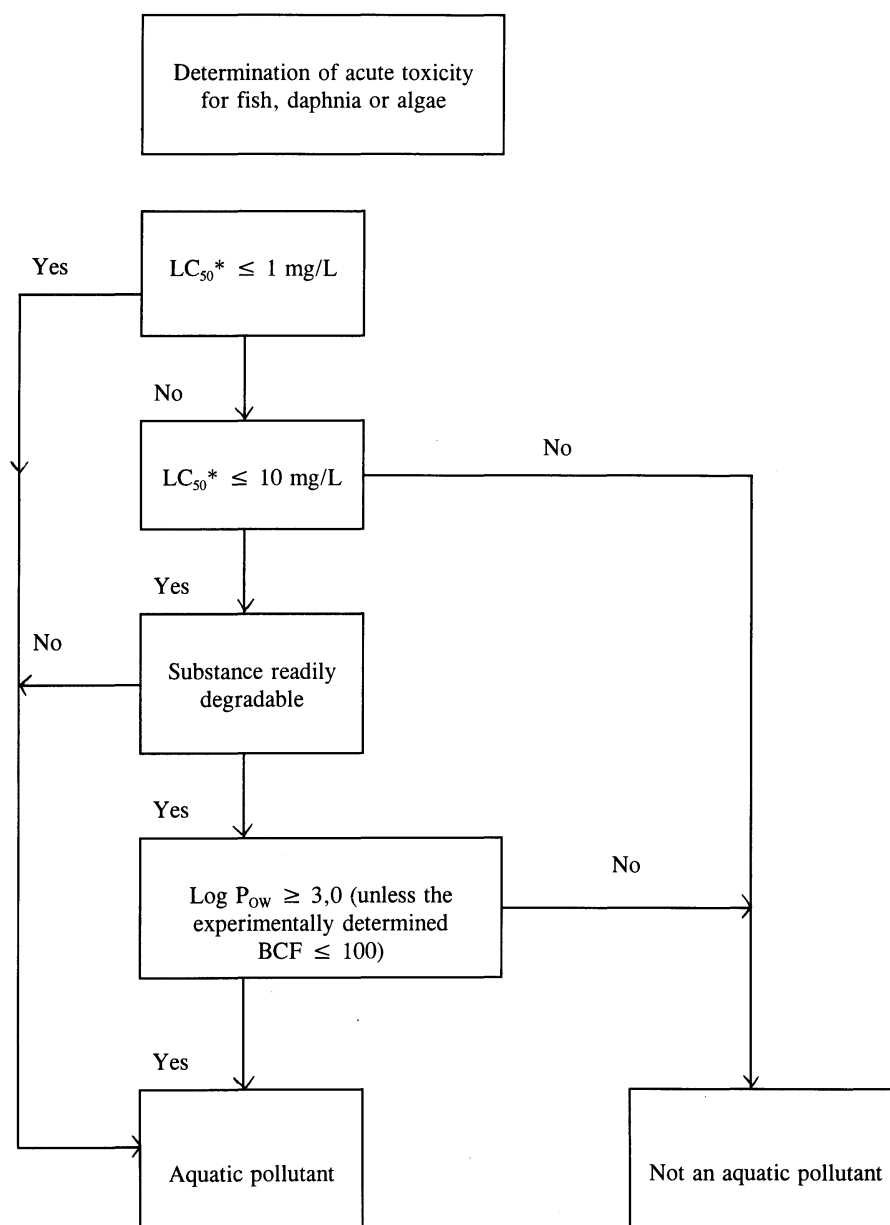 Determination of acute toxicity
for fish, daphnia or algae
Yes
LC₅₀* ≤ 1 mg/L
No
No
LC₅₀* ≤ 10 mg/L
Yes
No
Substance readily
degradable
Yes
No
Log P_OW ≥ 3,0 (unless the
experimentally determined
BCF ≤ 100)
Yes
Aquatic pollutant
Not an aquatic pollutant